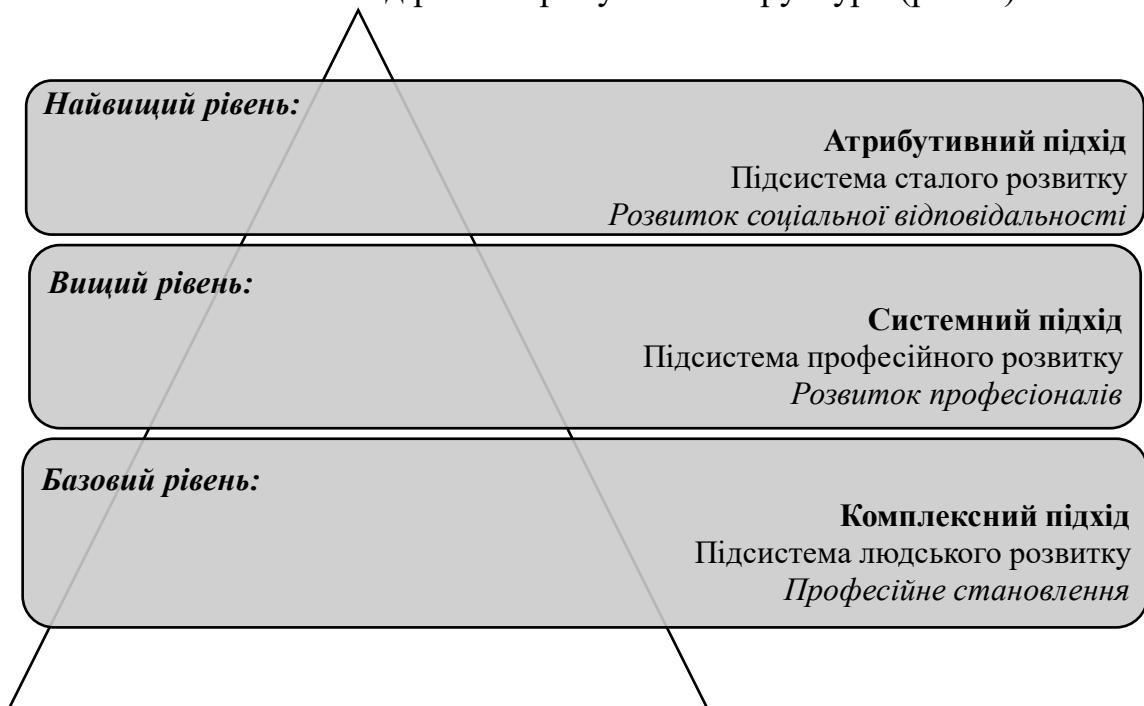 Найвищий рівень:
Атрибутивний підхід
Підсистема сталого розвитку
Розвиток соціальної відповідальності
Вищий рівень:
Системний підхід
Підсистема професійного розвитку
Розвиток професіоналів
Базовий рівень:
Комплексний підхід
Підсистема людського розвитку
Професійне становлення